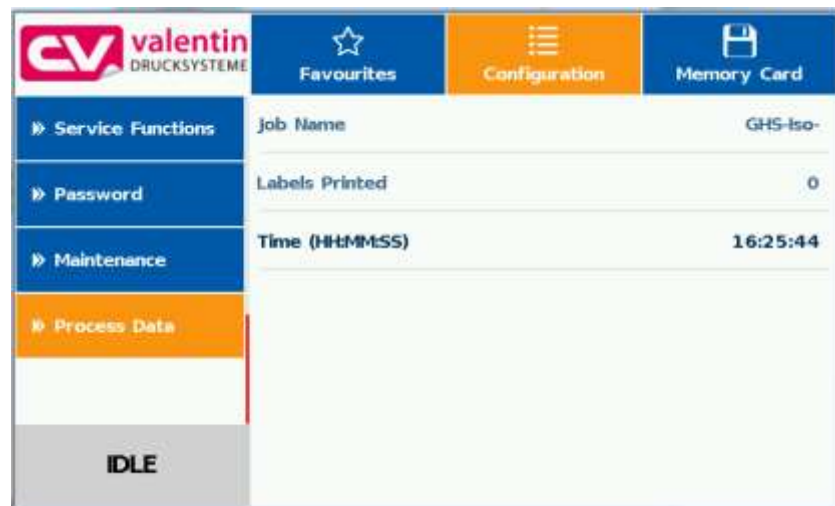 CV valentin
DRUCKSYSTEME
Favourites
Configuration
Memory Card
Service Functions
Job Name GHS-Iso-
Password
Labels Printed 0
Time (HH:MM:SS) 16:25:44
Maintenance
Process Data
IDLE